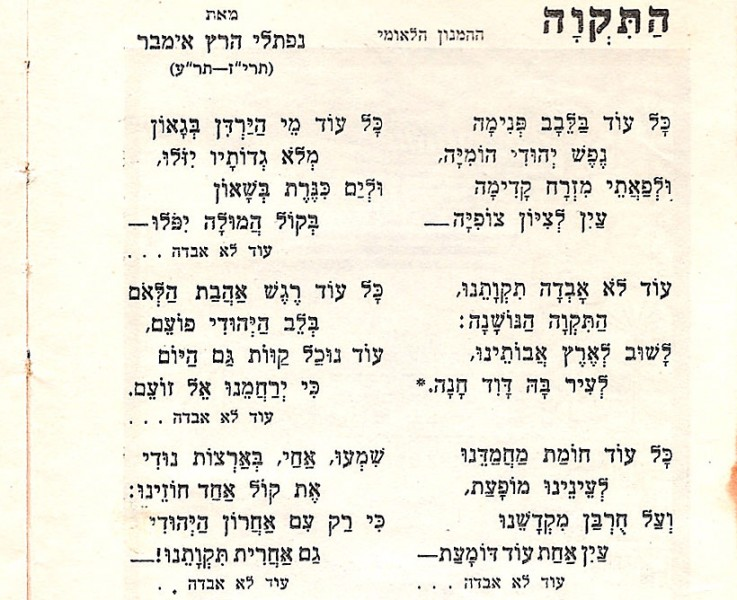 הַתִּקְוָה
ההמנון הלאומי
מאת
נפתלי הרץ אימבר
(תרי"ז—תר"ע)
כָּל עוֹד בַּלֵּבָב פְּנִימָה
נֶפֶשׁ יְהוּדִי הוֹמִיָּה,
וּלְפַאֲתֵי מִזְרָח קָדִימָה
עַיִן לְצִיּוֹן צוֹפִיָּה—
עוֹד לֹא אָבְדָה תִקְוָתֵנוּ,
הַתִּקְוָה הַנּוֹשָׁנָה:
לָשׁוּב לְאֶרֶץ אֲבוֹתֵינוּ,
לְעִיר בָּהּ דָּוִד חָנָה.*
כָּל עוֹד חוֹמַת מַחֲמַדֵּנוּ
לְעֵינֵינוּ מוֹפָעַת,
וְעַל חֻרְבַּן מִקְדָּשֵׁנוּ
עַיִן אַחַת עוֹד דּוֹמָעַת—
עוד לא אבדה . . .
כָּל עוֹד מֵי הַיַּרְדֵּן בְּגָאוֹן
מְלֹא גְדוֹתָיו יִזֹּלוּ,
וּלְיַם כִּנֶּרֶת בְּשָׁאוֹן
בְּקוֹל הֲמוּלָה יִפֹּלוּ—
עוד לא אבדה . . .
כָּל עוֹד רֶגֶשׁ אַהֲבַת הַלְּאֹם
בְּלֵב הַיְּהוּדִי פּוֹעֵם,
עוֹד נוּכַל קַוּוֹת גַּם הַיּוֹם
כִּי יְרַחֲמֵנוּ אֵל זוֹעֵם.
עוד לא אבדה . . .
שִׁמְעוּ, אַחַי, בְּאַרְצוֹת נוּדִי
אֶת קוֹל אַחַד חוֹזֵינוּ:
כִּי רַק עִם אַחֲרוֹן הַיְּהוּדִי
גַּם אַחֲרִית תִּקְוָתֵנוּ!—
עוד לא אבדה . .